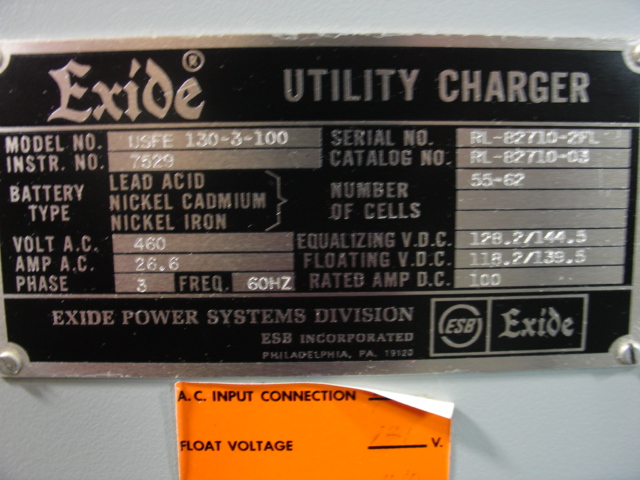 Exide® UTILITY CHARGER
MODEL NO. USFE 130-3-100 SERIAL NO. RL-82710-2FL
INSTR. NO. 7529 CATALOG NO. RL-82710-03
BATTERY TYPE LEAD ACID NICKEL CADMIUM NICKEL IRON NUMBER OF CELLS 55-62
VOLT A.C. 460 EQUALIZING V.D.C. 128.2/144.5
AMP A.C. 26.6 FLOATING V.D.C. 118.2/139.5
PHASE 3 FREQ. 60HZ RATED AMP D.C. 100
EXIDE POWER SYSTEMS DIVISION
ESB INCORPORATED
PHILADELPHIA, PA. 19120
ESB Exide
A.C. INPUT CONNECTION
FLOAT VOLTAGE V.